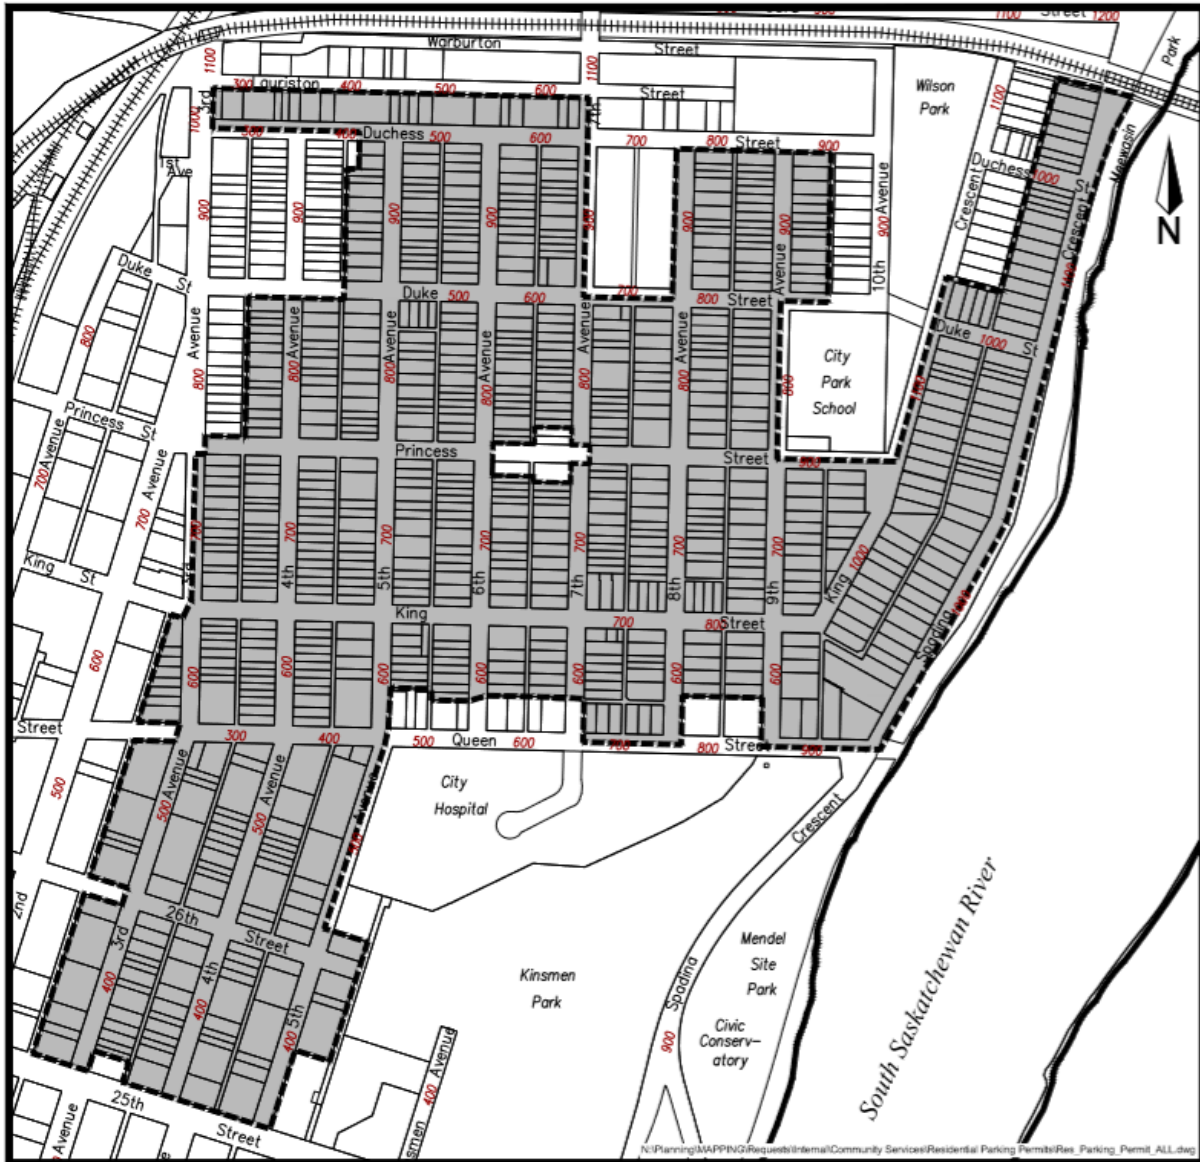 1100 Street 1200
Warburton Street
Park
1100
1100
300 400 500 600
Street
Wilson
Park
1100
1000 3rd
Duchess 500 600 700 800 Street 900
1st
Ave
Duchess St
1000
Meewasin
N
900 900 900 900 900 900
Avenue
Avenue
900
10th
Crescent
Crescent
Duke St
Duke 500 600 700 800 Street
Duke St
1000
800
Avenue
800
Avenue
800
Avenue
800
Avenue
800
Avenue
800
Avenue
800
800
City
Park
School
Princess St
Princess Street 900
700
Avenue
700
Avenue
700 700 700 700 700 700
4th 5th 6th 7th 8th 9th
King 1000
King St
King 700 800 Street
600
600 600 600 600 600 600 600
Spadina
Street
300 400
500 Queen 600 700 800 Street 900
500
500
Avenue
500
Avenue
City
Hospital
Crescent
2nd
26th
Street
3rd
400
4th
400
5th
400
Kinsmen
Park
Mendel
Site
Park
Civic
Conserv-
atory
Spadina
900
South Saskatchewan River
25th
Street
Avenue
Avenue
400
N:\Planning\MAPPING\Requests\Internal\Community Services\Residential Parking Permits\Res_Parking_Permit_ALL.dwg